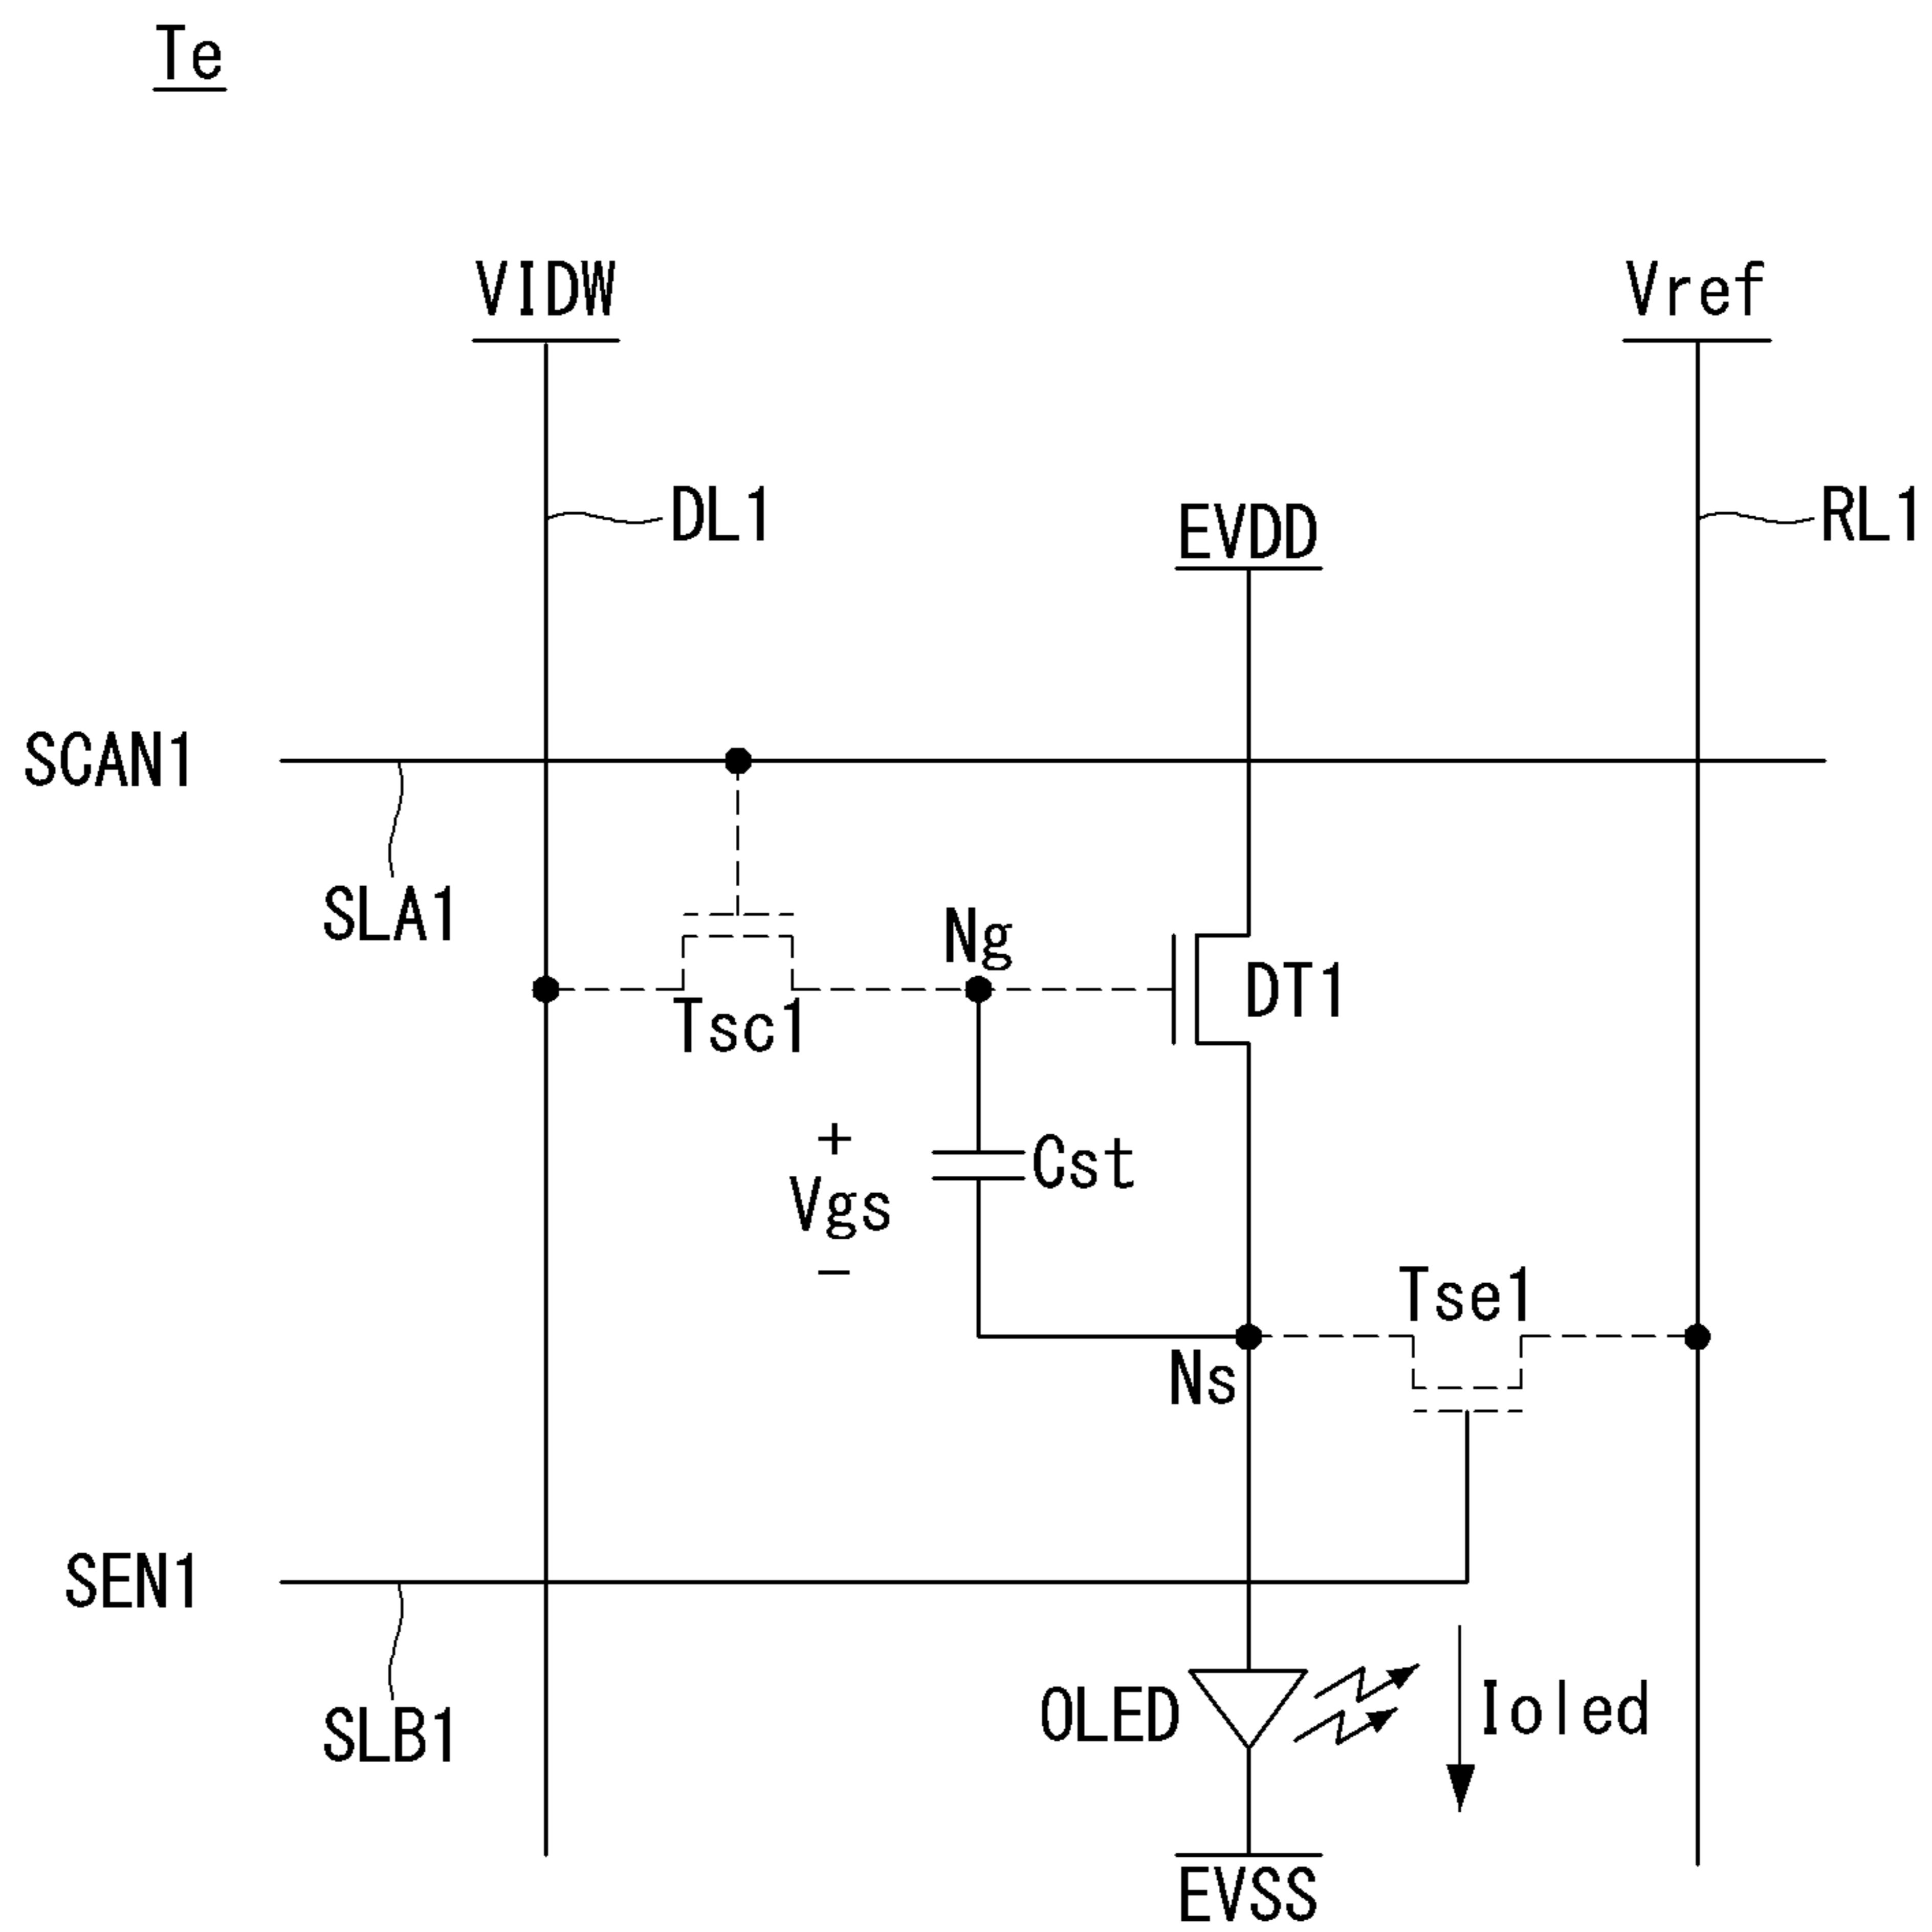 Te
VIDW
Vref
DL1
RL1
EVDD
SCAN1
SLA1
Ng
DT1
Tsc1
+
Vgs
−
Cst
Tse1
Ns
SEN1
SLB1
OLED
Ioled
EVSS